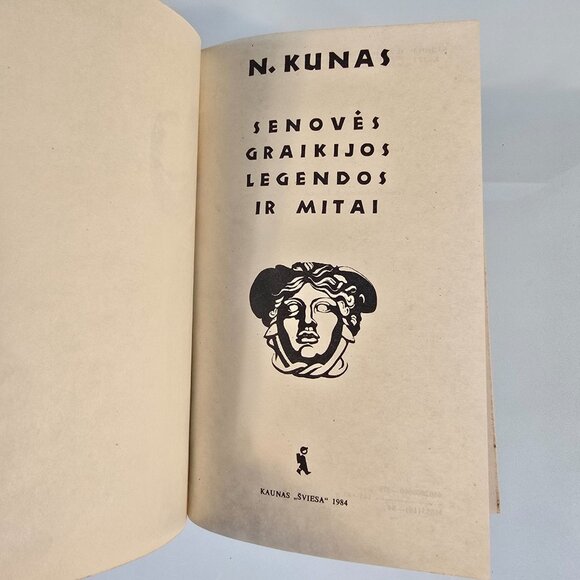 N. KUNAS
SENOVĖS
GRAIKIJOS
LEGENDOS
IR MITAI
KAUNAS „ŠVIESA“ 1984